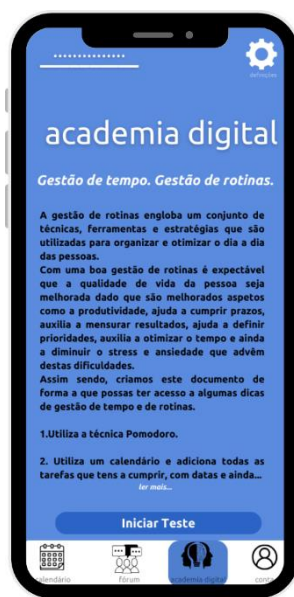 definições
academia digital
Gestão de tempo. Gestão de rotinas.
A gestão de rotinas engloba um conjunto de
técnicas, ferramentas e estratégias que são
utilizadas para organizar e otimizar o dia a dia
das pessoas.
Com uma boa gestão de rotinas é expectável
que a qualidade de vida da pessoa seja
melhorada dado que são melhorados aspetos
como a produtividade, ajuda a cumprir prazos,
auxilia a mensurar resultados, ajuda a definir
prioridades, auxilia a otimizar o tempo e ainda
a diminuir o stress e ansiedade que advêm
destas dificuldades.
Assim sendo, criamos este documento de
forma a que possas ter acesso a algumas dicas
de gestão de tempo e de rotinas.
1.Utiliza a técnica Pomodoro.
2. Utiliza um calendário e adiciona todas as
tarefas que tens a cumprir, com datas e ainda...
ler mais...
Iniciar Teste
calendário fórum academia digital conta